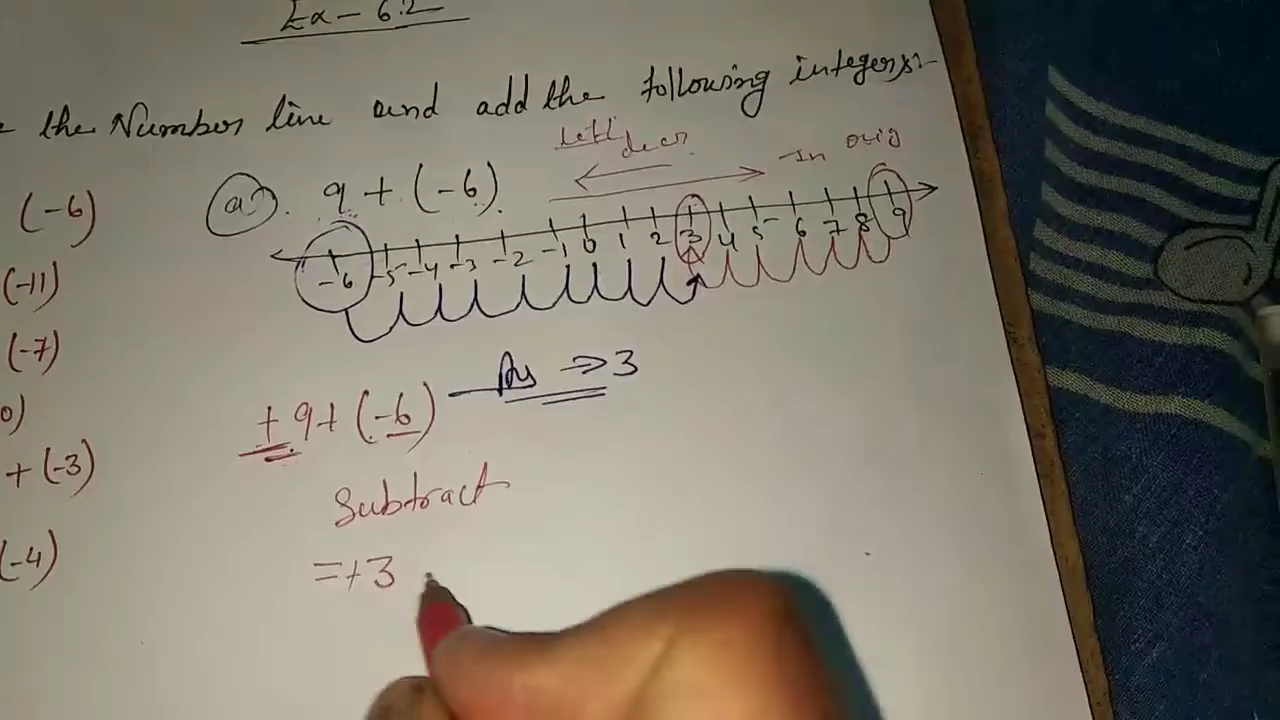 Ex - 6.2
the Number line and add the following integers:-
(-6)
(-11)
(-7)
0)
+ (-3)
(-4)
(a). 9 + (-6)
Left decr
In
-6 -5 -4 -3 -2 -1 0 1 2 3 4 5 6 7 8 9
+9+ (-6) Ans ⇒ 3
Subtract
= +3